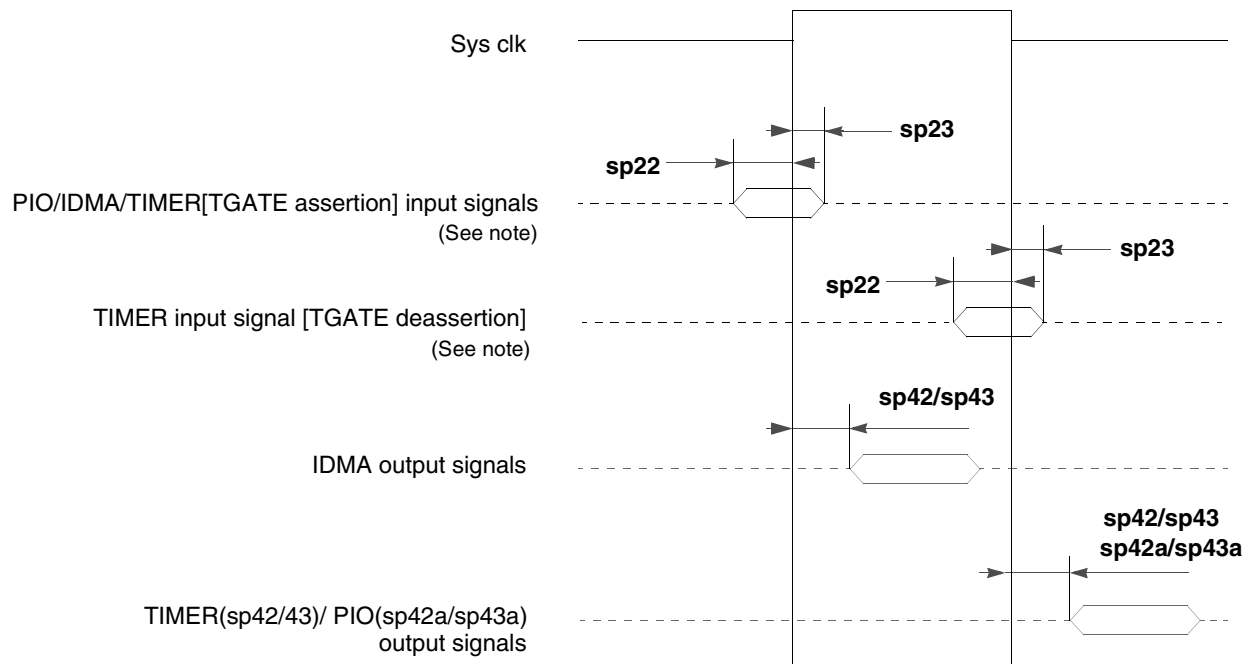 Sys clk
sp23
sp22
PIO/IDMA/TIMER[TGATE assertion] input signals
(See note)
sp23
sp22
TIMER input signal [TGATE deassertion]
(See note)
sp42/sp43
IDMA output signals
sp42/sp43
sp42a/sp43a
TIMER(sp42/43)/ PIO(sp42a/sp43a)
output signals